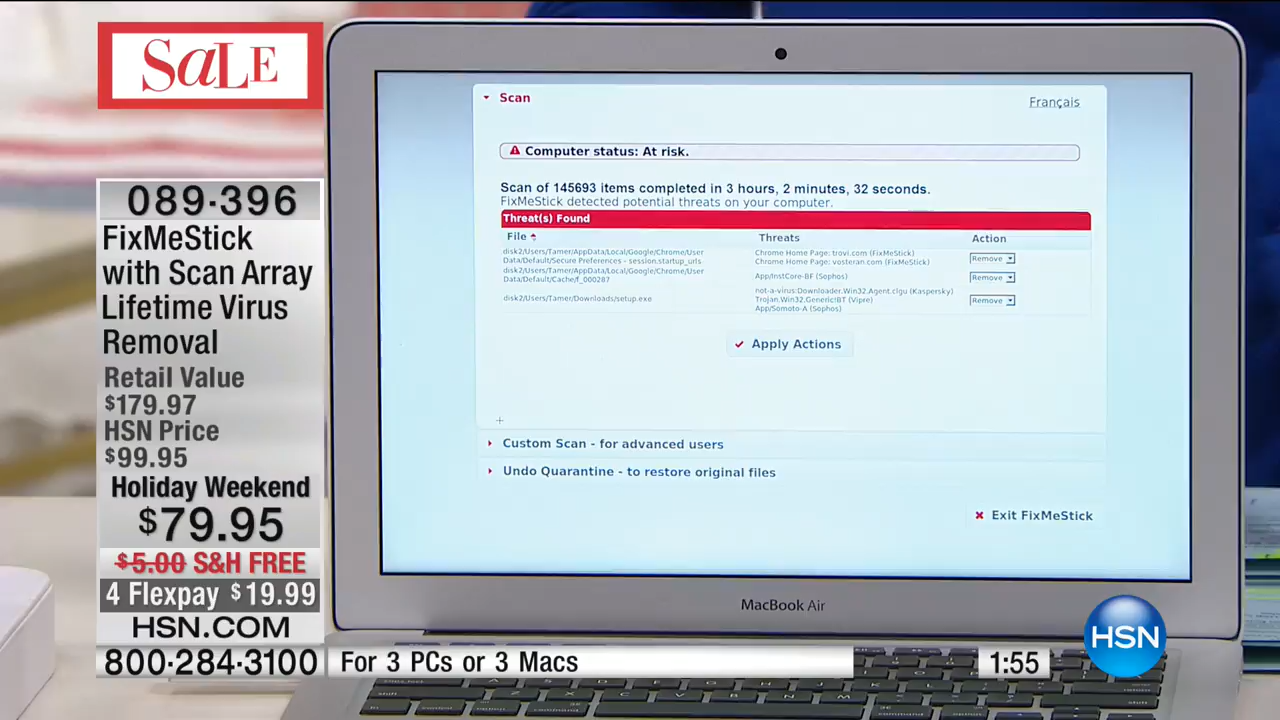 SaLE
089·396
FixMeStick
with Scan Array
Lifetime Virus
Removal
Retail Value
$179.97
HSN Price
$99.95
Holiday Weekend
$79.95
$5.00 S&H FREE
4 Flexpay $19.99
HSN.COM
800·284·3100
For 3 PCs or 3 Macs
1:55
HSN
Scan
Français
Computer status: At risk.
Scan of 145693 items completed in 3 hours, 2 minutes, 32 seconds.
FixMeStick detected potential threats on your computer.
Threat(s) Found
File Threats Action
disk2/Users/Tamer/AppData/Local/Google/Chrome/User
Data/Default/Secure Preferences - session.startup_urls
Chrome Home Page: trovi.com (FixMeStick)
Chrome Home Page: vosteran.com (FixMeStick)
Remove
disk2/Users/Tamer/AppData/Local/Google/Chrome/User
Data/Default/Cache/f_000287
App/InstCore-BF (Sophos)
Remove
disk2/Users/Tamer/Downloads/setup.exe
not-a-virus:Downloader.Win32.Agent.clgu (Kaspersky)
Trojan.Win32.Generic!BT (Vipre)
App/Somoto-A (Sophos)
Remove
Apply Actions
Custom Scan - for advanced users
Undo Quarantine - to restore original files
Exit FixMeStick
MacBook Air